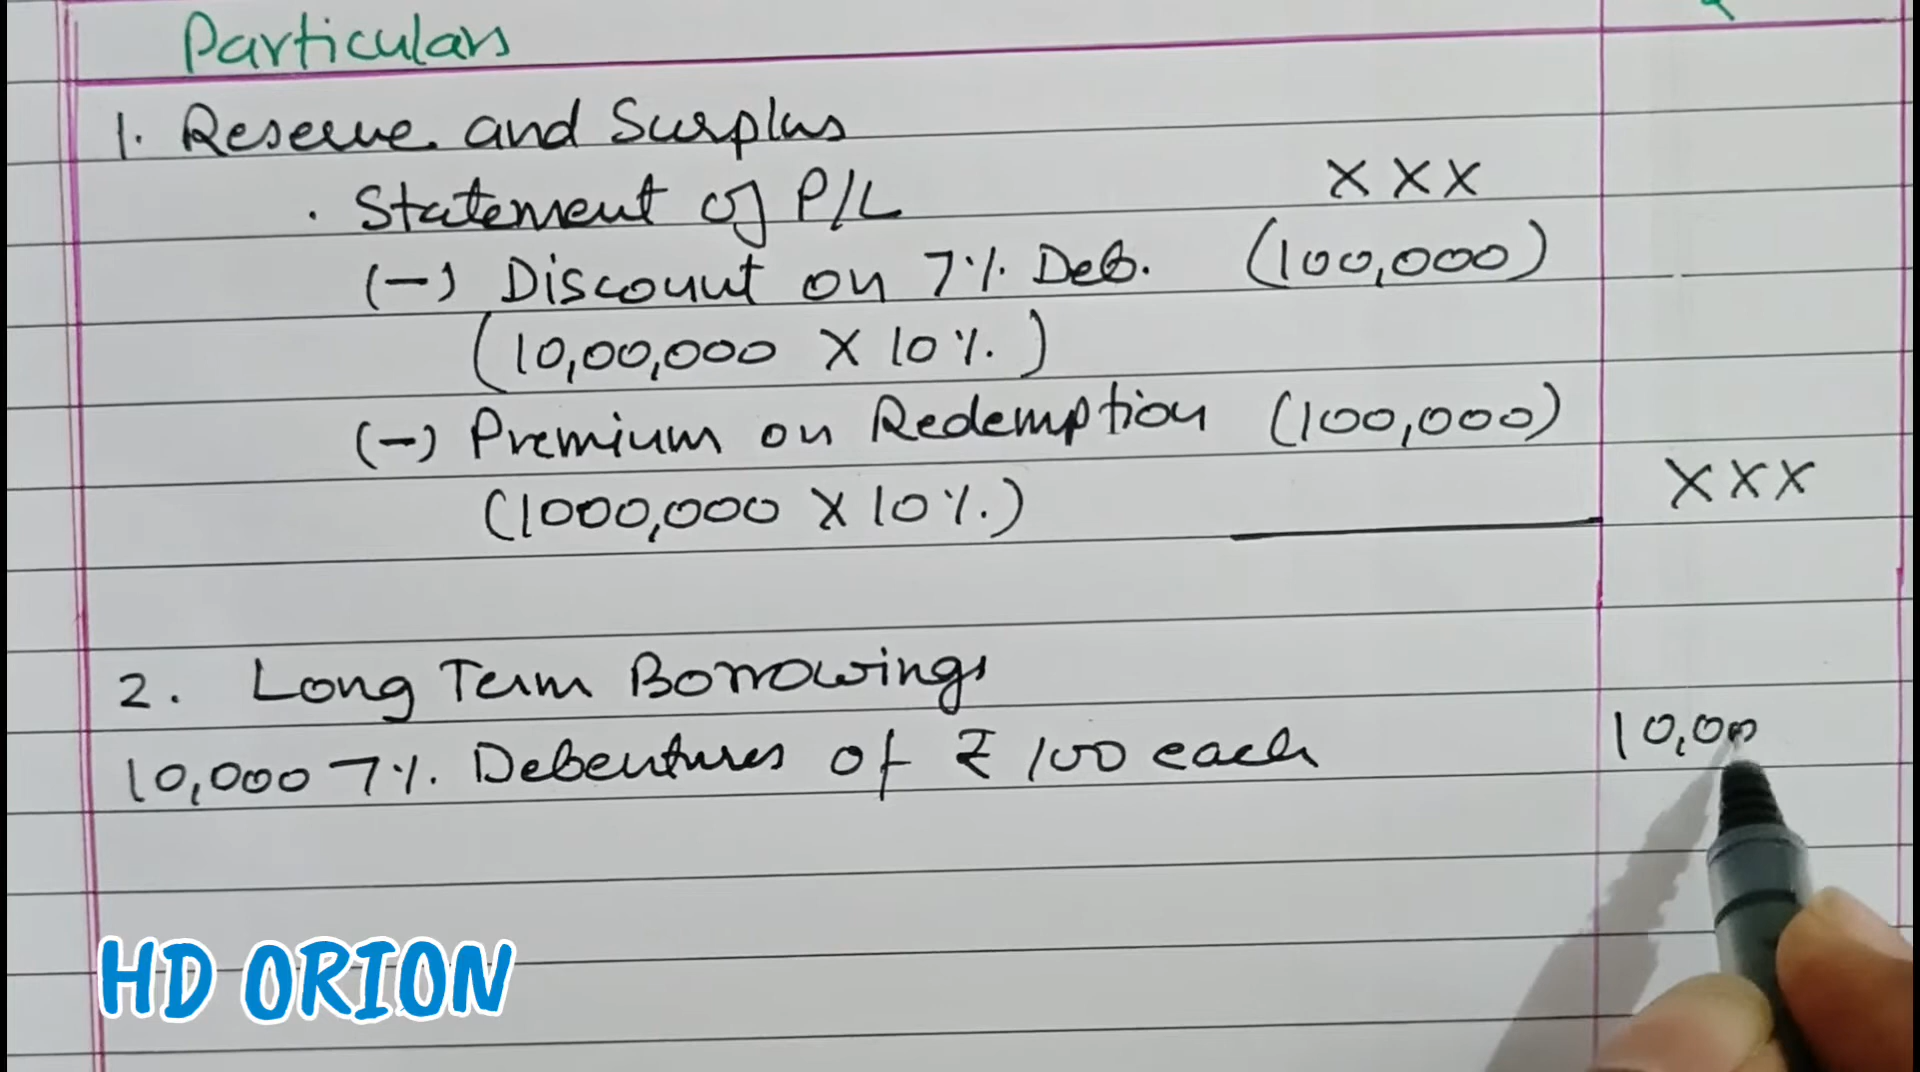 Particulars
1. Reserve and Surplus
. Statement of P/L XXX
(-) Discount on 7% Deb. (100,000)
(10,00,000 X 10%.)
(-) Premium on Redemption (100,000)
(1000,000 X 10%.) XXX
2. Long Term Borrowings
10,000 7%. Debentures of ₹ 100 each 10,00
HD ORION